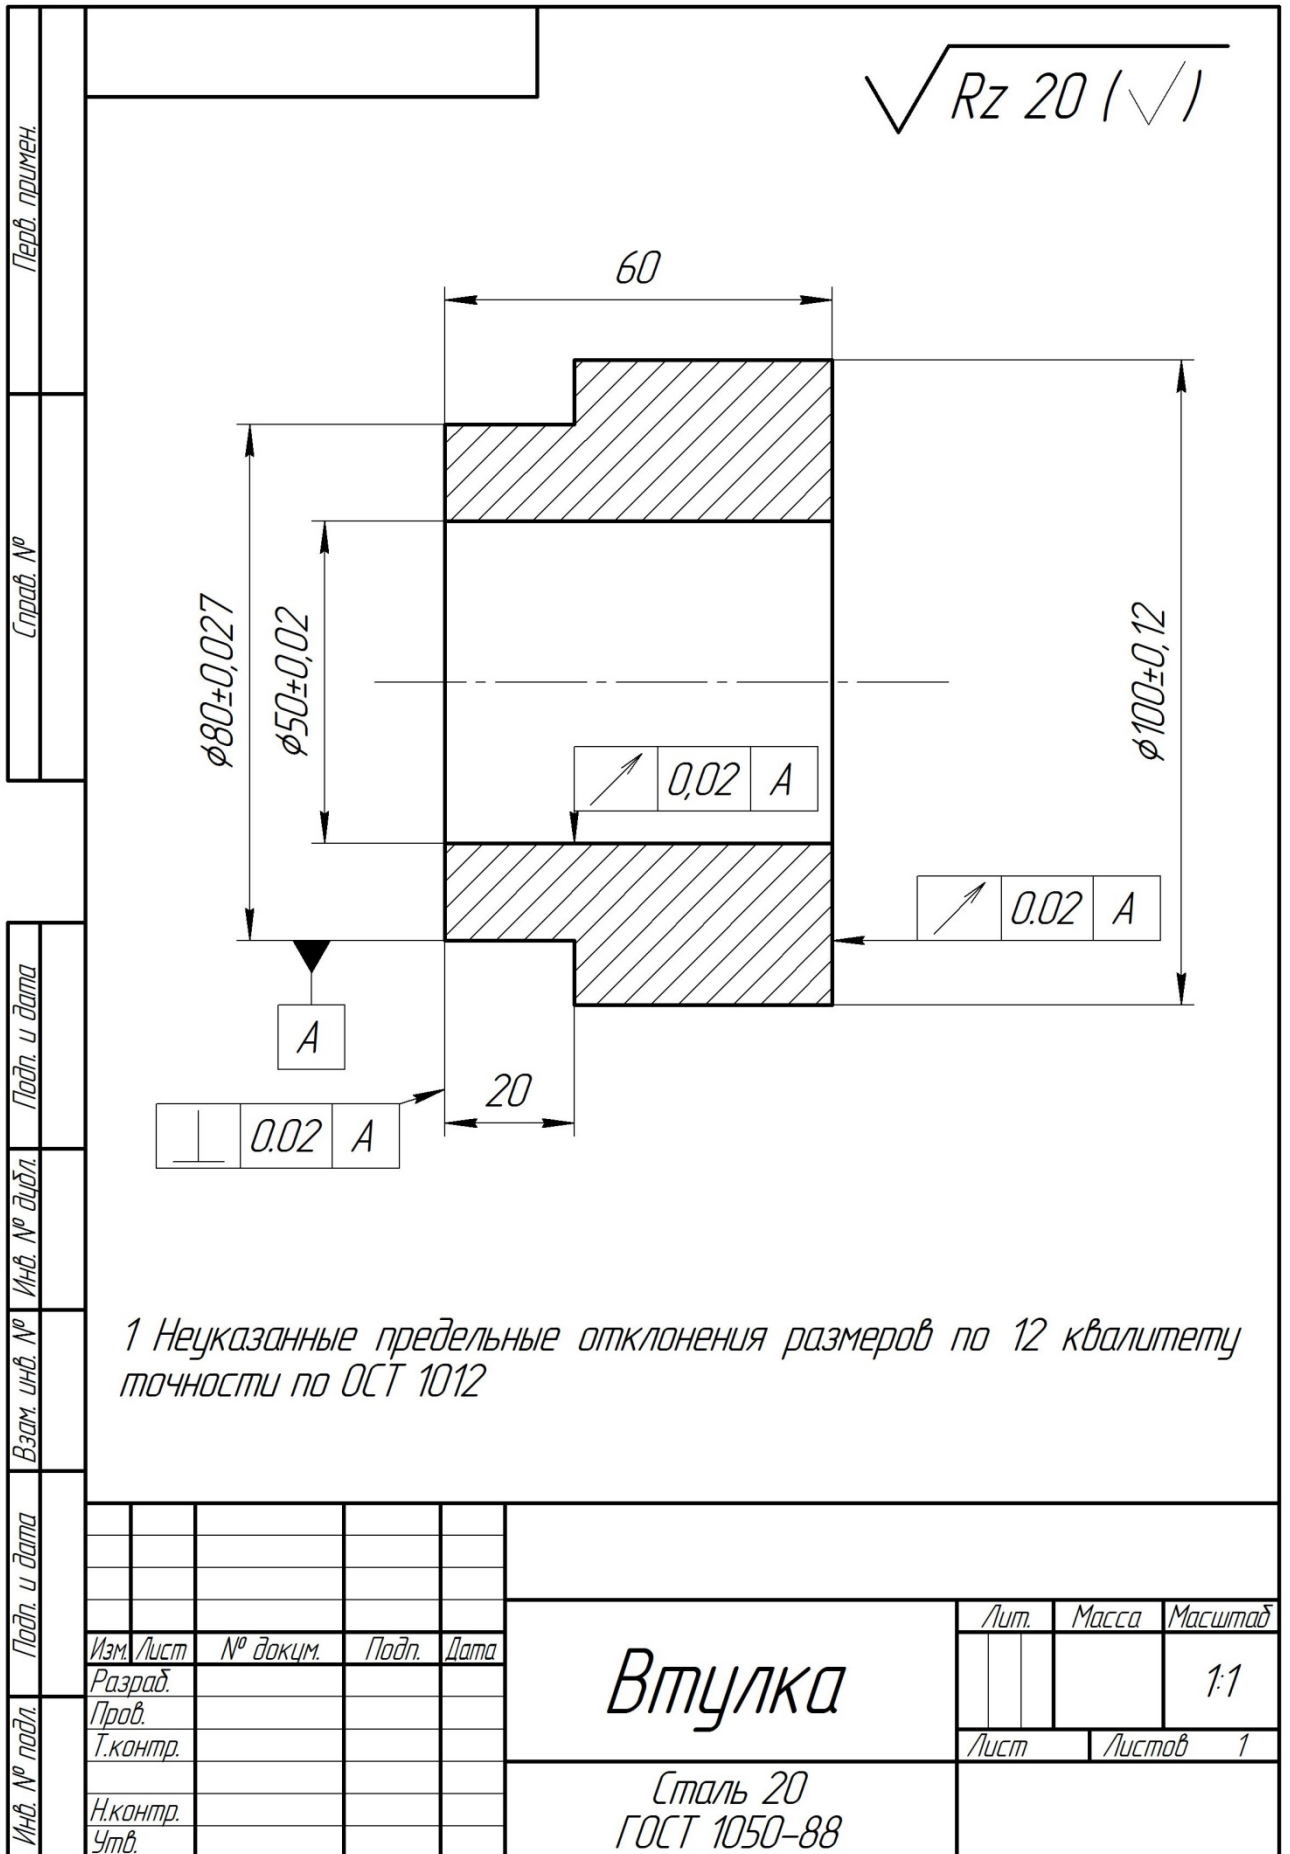 Rz 20 (√)
60
⌀80±0,027
⌀50±0,02
⌀100±0,12
0,02 А
0.02 А
А
20
⊥ 0.02 А
1 Неуказанные предельные отклонения размеров по 12 квалитету
точности по ОСТ 1012
Перв. примен.
Справ. №
Подп. и дата
Инв. № дубл.
Взам. инв. №
Подп. и дата
Инв. № подл.
Изм. Лист № докум. Подп. Дата
Разраб.
Пров.
Т.контр.
Н.контр.
Утв.
Втулка
Сталь 20
ГОСТ 1050-88
Лит. Масса Масштаб
1:1
Лист Листов 1